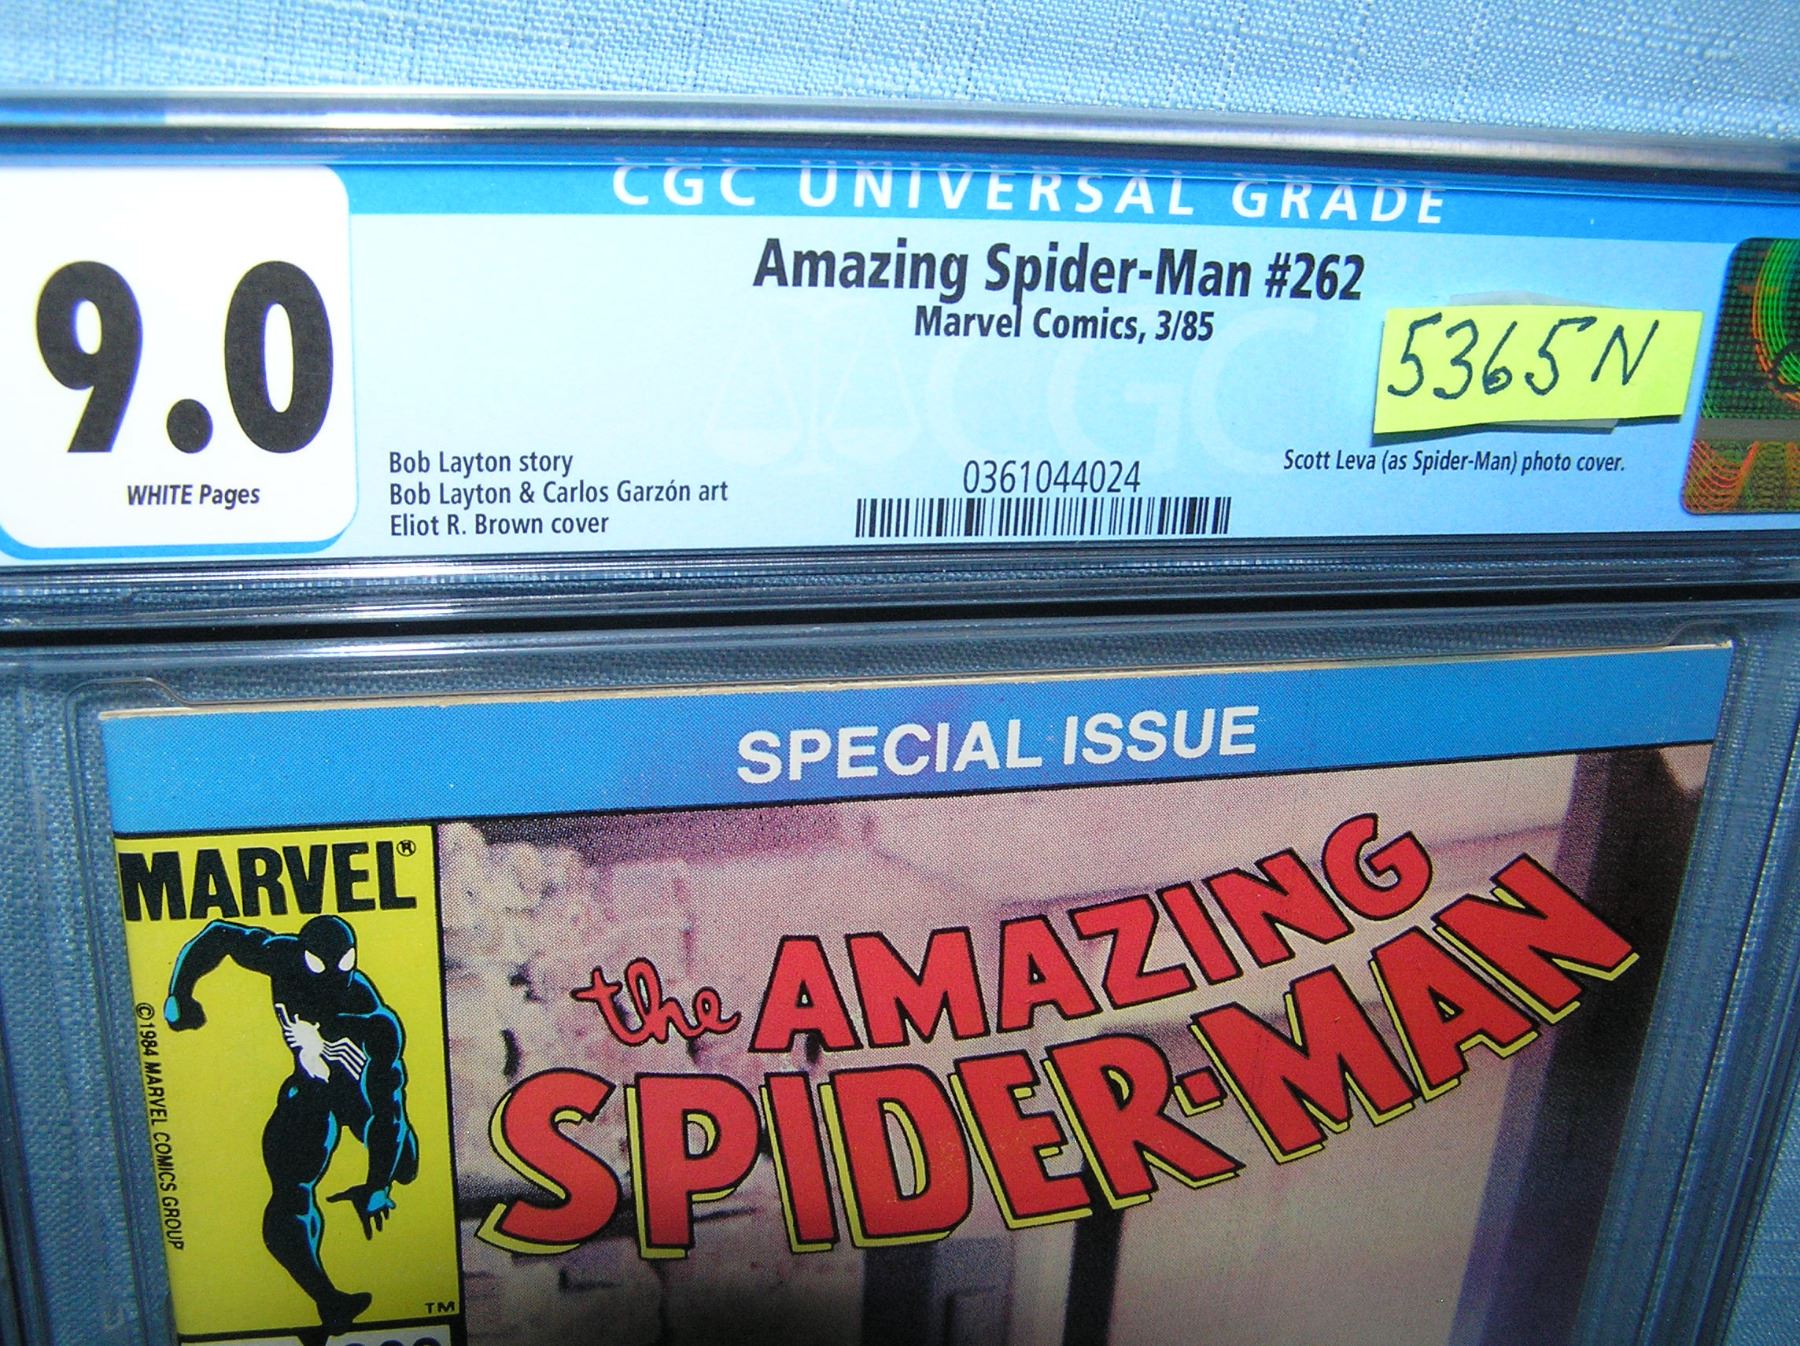 CGC UNIVERSAL GRADE
9.0
WHITE Pages
Amazing Spider-Man #262
Marvel Comics, 3/85
5365N
Bob Layton story
Bob Layton & Carlos Garzón art
Eliot R. Brown cover
0361044024
Scott Leva (as Spider-Man) photo cover.
CGC
SPECIAL ISSUE
MARVEL®
©1984 MARVEL COMICS GROUP
TM
the AMAZING
SPIDER-MAN